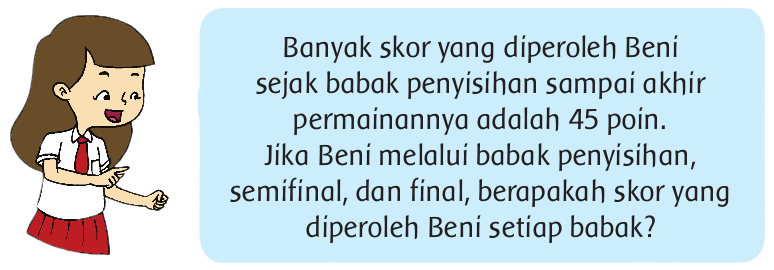 Banyak skor yang diperoleh Beni
sejak babak penyisihan sampai akhir
permainannya adalah 45 poin.
Jika Beni melalui babak penyisihan,
semifinal, dan final, berapakah skor yang
diperoleh Beni setiap babak?